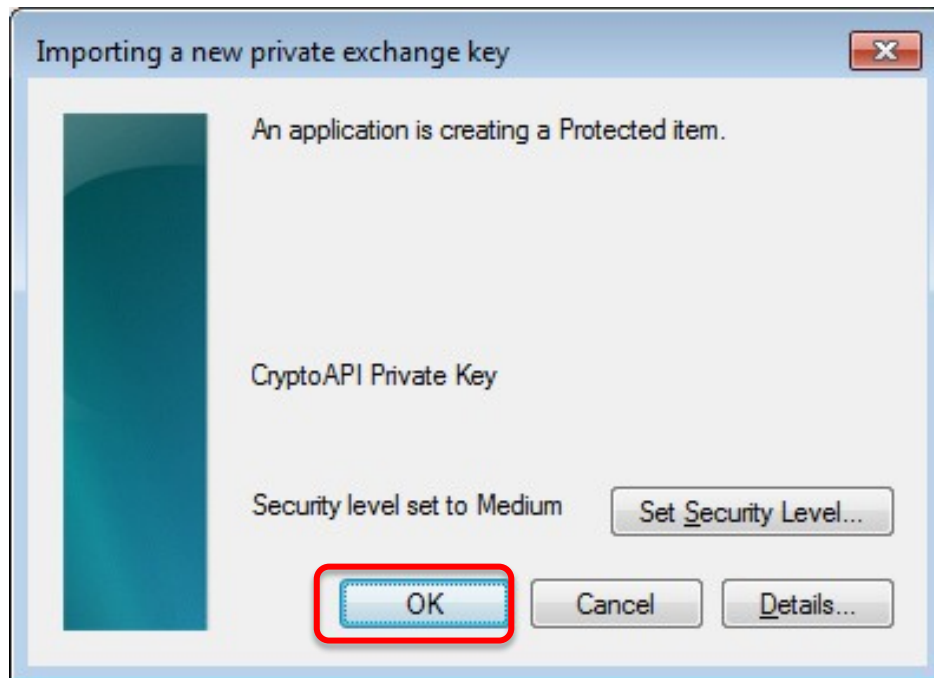 Importing a new private exchange key
An application is creating a Protected item.
CryptoAPI Private Key
Security level set to Medium
Set Security Level...
OK
Cancel
Details...